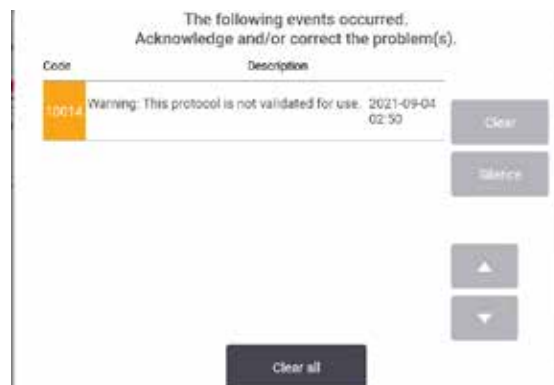 The following events occurred.
Acknowledge and/or correct the problem(s).
Code Description
10014 Warning: This protocol is not validated for use. 2021-09-04
02:50
Clear
Silence
Clear all